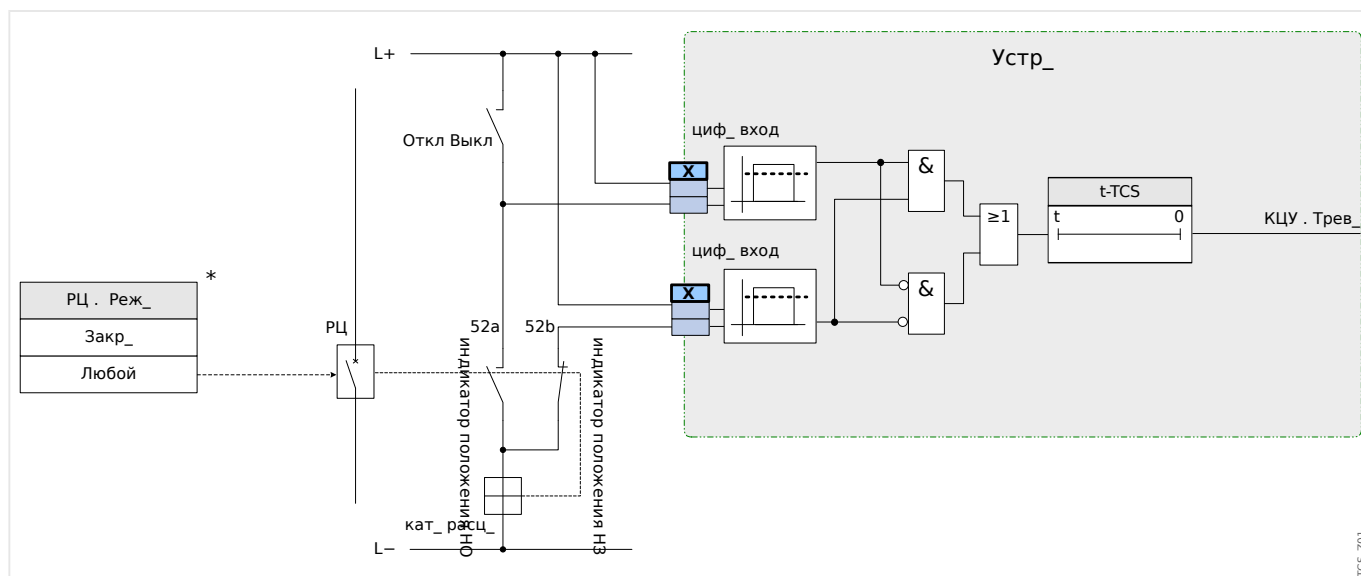 L+
Устр_
циф_ вход
Откл Выкл
X
&
t-TCS
t 0
≥1
КЦУ . Трев_
циф_ вход
*
РЦ . Реж_
X
&
Закр_
РЦ
52a 52b
Любой
индикатор положения НО
индикатор положения НЗ
кат_ расц_
L−